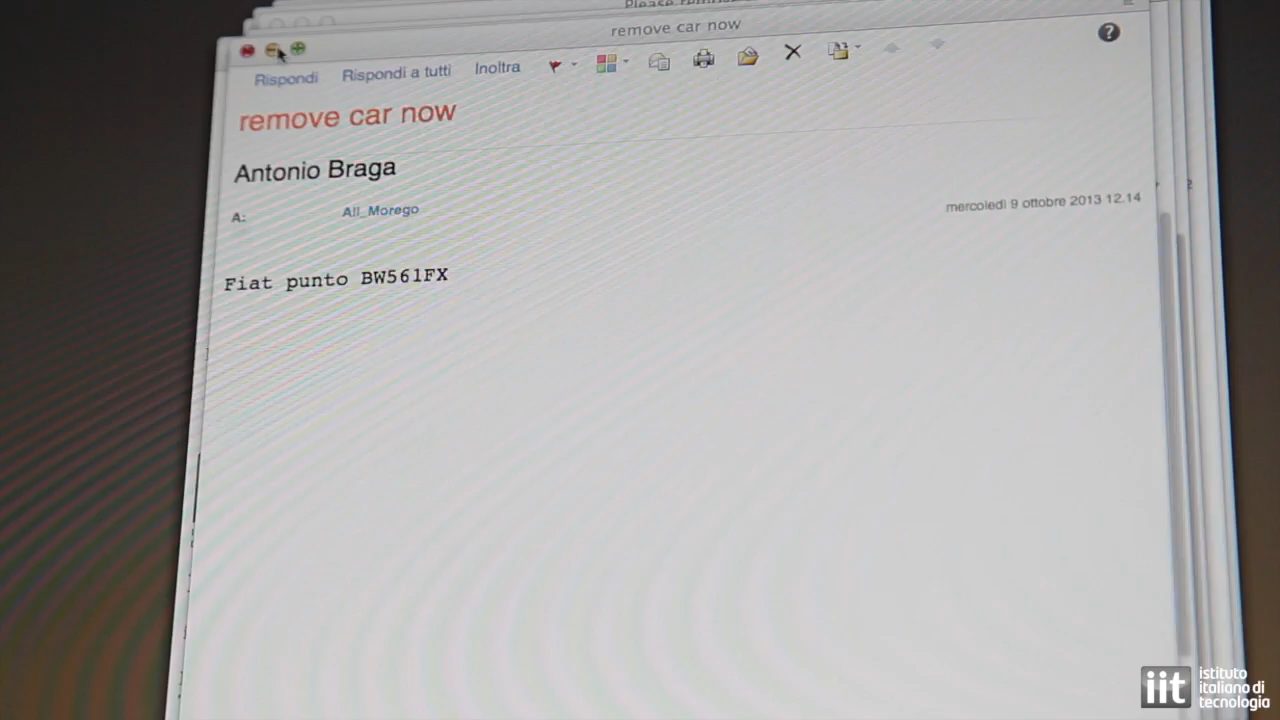 remove car now
Rispondi Rispondi a tutti Inoltra
remove car now
Antonio Braga
A: All_Morego
mercoledì 9 ottobre 2013 12.14
Fiat punto BW561FX
iit istituto
italiano di
tecnologia